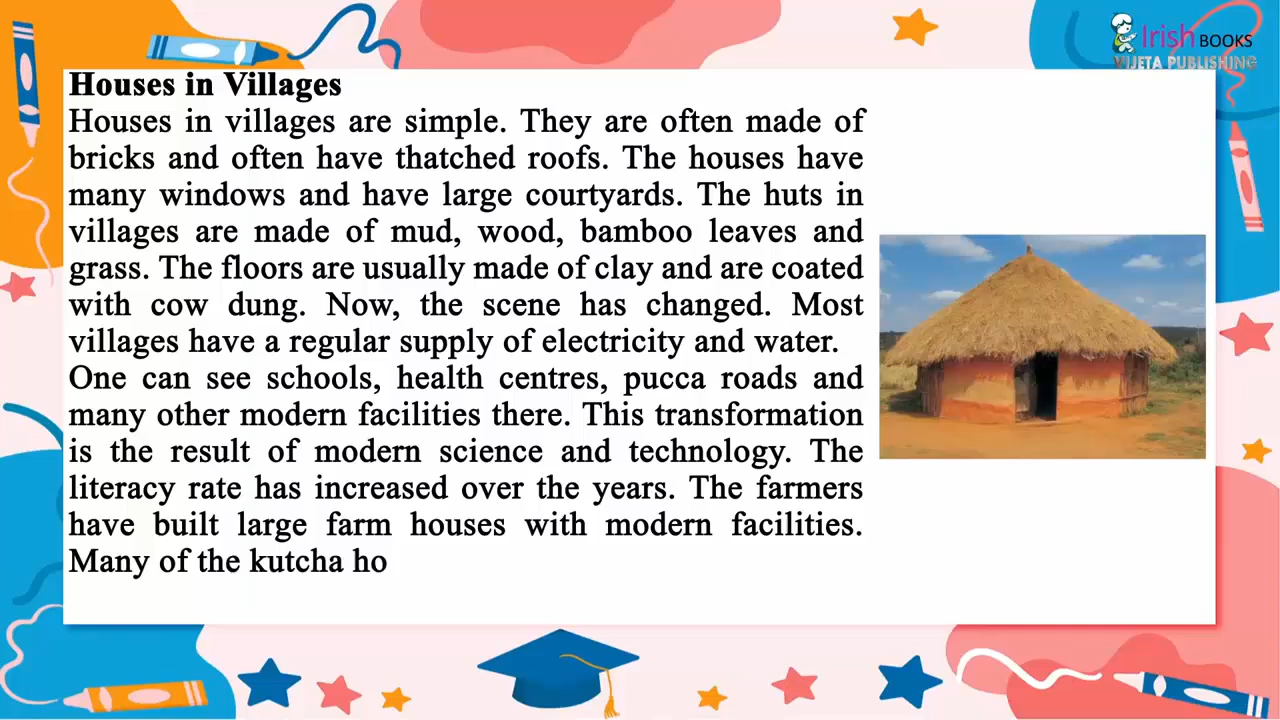 Irish BOOKS
VIJETA PUBLISHING
Houses in Villages
Houses in villages are simple. They are often made of
bricks and often have thatched roofs. The houses have
many windows and have large courtyards. The huts in
villages are made of mud, wood, bamboo leaves and
grass. The floors are usually made of clay and are coated
with cow dung. Now, the scene has changed. Most
villages have a regular supply of electricity and water.
One can see schools, health centres, pucca roads and
many other modern facilities there. This transformation
is the result of modern science and technology. The
literacy rate has increased over the years. The farmers
have built large farm houses with modern facilities.
Many of the kutcha ho